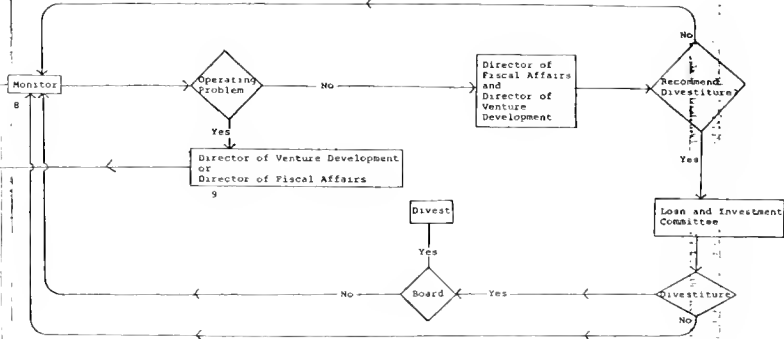 No
Monitor
8
Operating
Problem
No
Director of
Fiscal Affairs
and
Director of
Venture
Development
Recommend
Divestiture?
Yes
Director of Venture Development
or
Director of Fiscal Affairs
9
Yes
Loan and Investment
Committee
Divest
Yes
No
Board
Yes
Divestiture
No